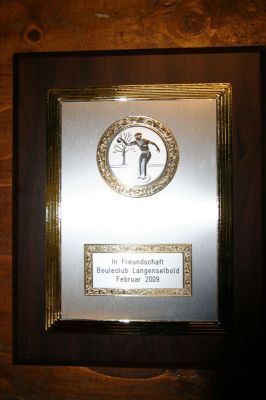 In Freundschaft
Bouleclub Langenselbold
Februar 2009